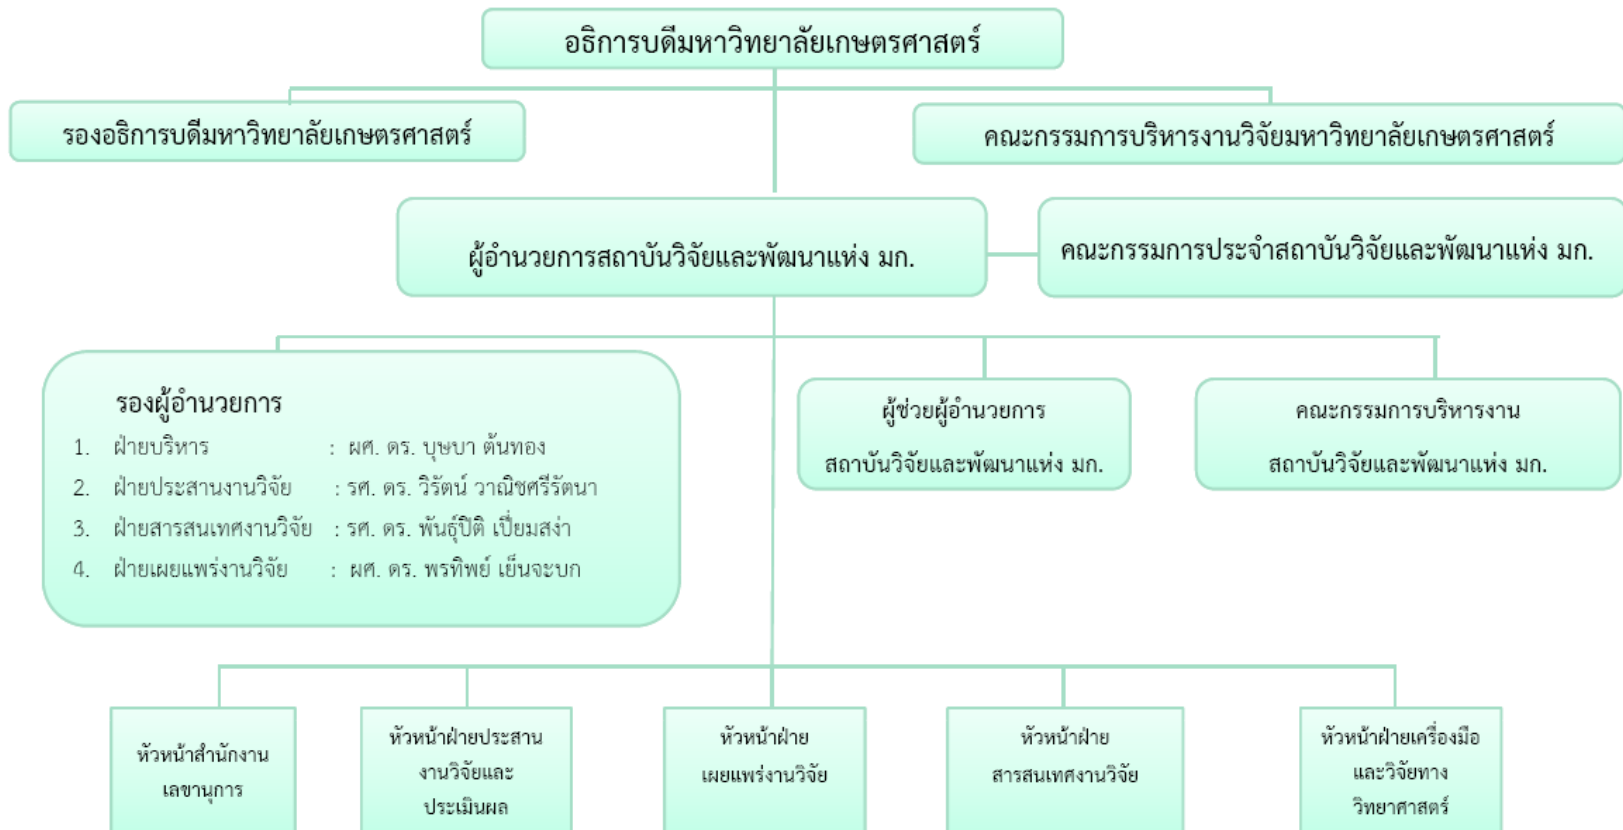 อธิการบดีมหาวิทยาลัยเกษตรศาสตร์
รองอธิการบดีมหาวิทยาลัยเกษตรศาสตร์
คณะกรรมการบริหารงานวิจัยมหาวิทยาลัยเกษตรศาสตร์
ผู้อำนวยการสถาบันวิจัยและพัฒนาแห่ง มก.
คณะกรรมการประจำสถาบันวิจัยและพัฒนาแห่ง มก.
รองผู้อำนวยการ
1. ฝ่ายบริหาร : ผศ. ดร. บุษบา ต้นทอง
2. ฝ่ายประสานงานวิจัย : รศ. ดร. วิรัตน์ วาณิชศรีรัตนา
3. ฝ่ายสารสนเทศงานวิจัย : รศ. ดร. พันธุ์ปิติ เปี่ยมสง่า
4. ฝ่ายเผยแพร่งานวิจัย : ผศ. ดร. พรทิพย์ เย็นจะบก
ผู้ช่วยผู้อำนวยการ
สถาบันวิจัยและพัฒนาแห่ง มก.
คณะกรรมการบริหารงาน
สถาบันวิจัยและพัฒนาแห่ง มก.
หัวหน้าสำนักงาน
เลขานุการ
หัวหน้าฝ่ายประสาน
งานวิจัยและ
ประเมินผล
หัวหน้าฝ่าย
เผยแพร่งานวิจัย
หัวหน้าฝ่าย
สารสนเทศงานวิจัย
หัวหน้าฝ่ายเครื่องมือ
และวิจัยทาง
วิทยาศาสตร์